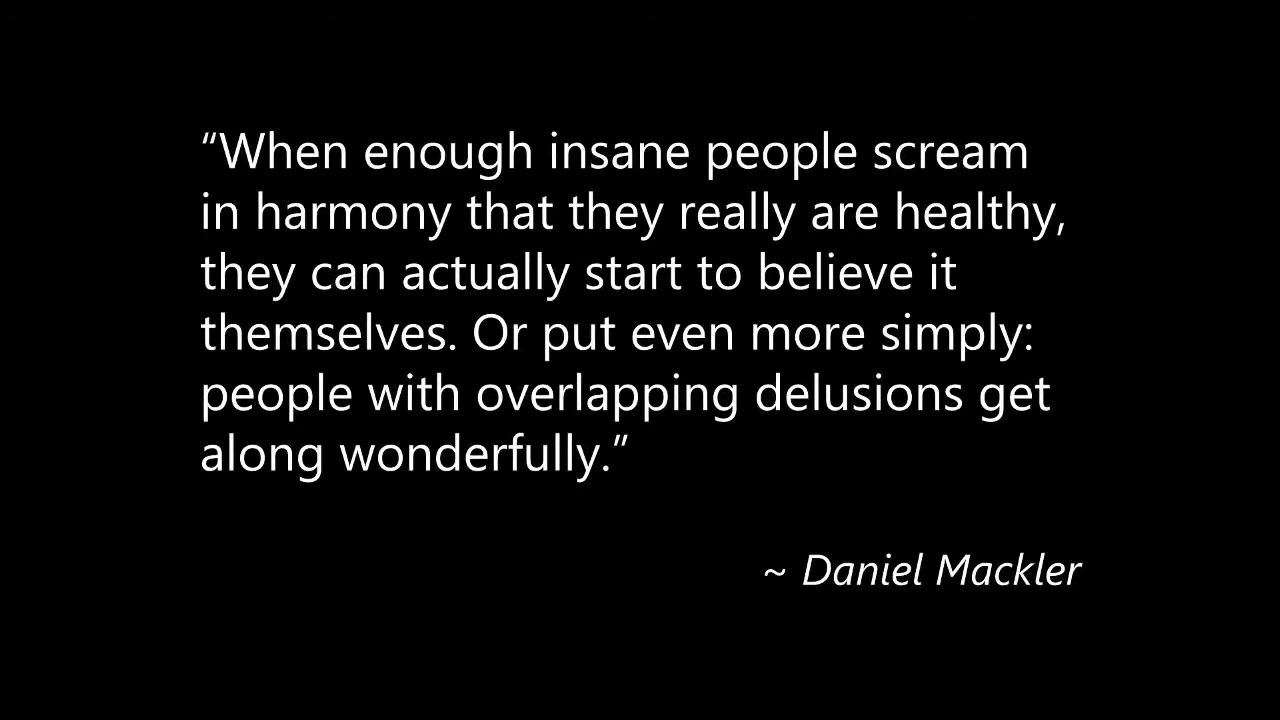 “When enough insane people scream
in harmony that they really are healthy,
they can actually start to believe it
themselves. Or put even more simply:
people with overlapping delusions get
along wonderfully.”
~ Daniel Mackler